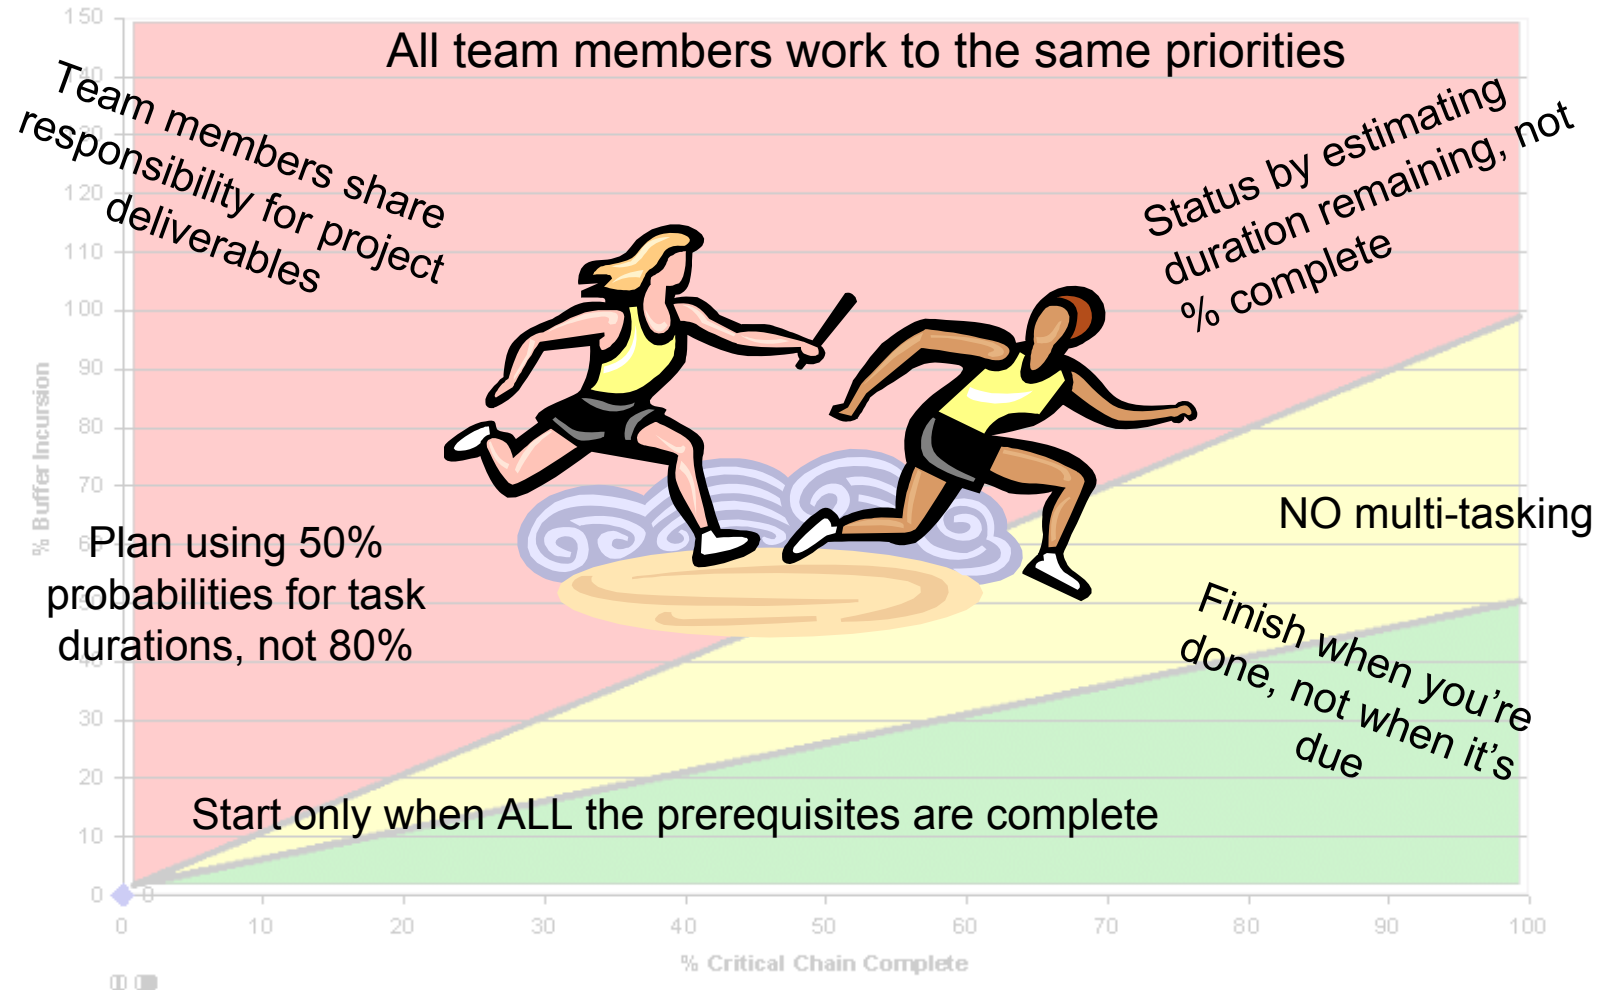 All team members work to the same priorities
Team members share
responsibility for project
deliverables
Status by estimating
duration remaining, not
% complete
Plan using 50%
probabilities for task
durations, not 80%
NO multi-tasking
Finish when you’re
done, not when it’s
due
Start only when ALL the prerequisites are complete
% Buffer Incursion
150
120
110
100
90
80
70
30
20
10
0
0
0
10
20
30
40
50
60
70
80
90
100
% Critical Chain Complete